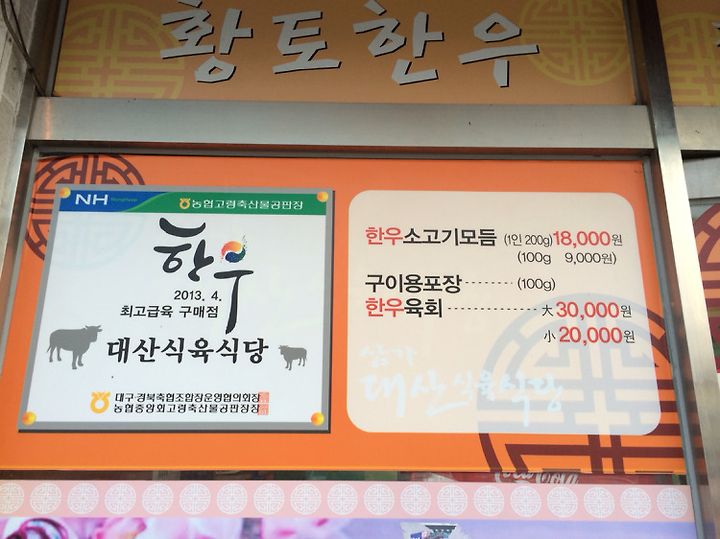 황토한우
NH
농협고령축산물공판장
한우
2013. 4.
최고급육 구매점
대산식육식당
대구·경북축협조합장운영협의회장
농협중앙회고령축산물공판장장
한우소고기모듬 (1인 200g) 18,000원
(100g 9,000원)
구이용포장 ------- (100g)
한우육회 ------------- 大 30,000원
小 20,000원
삼가
대산식육식당